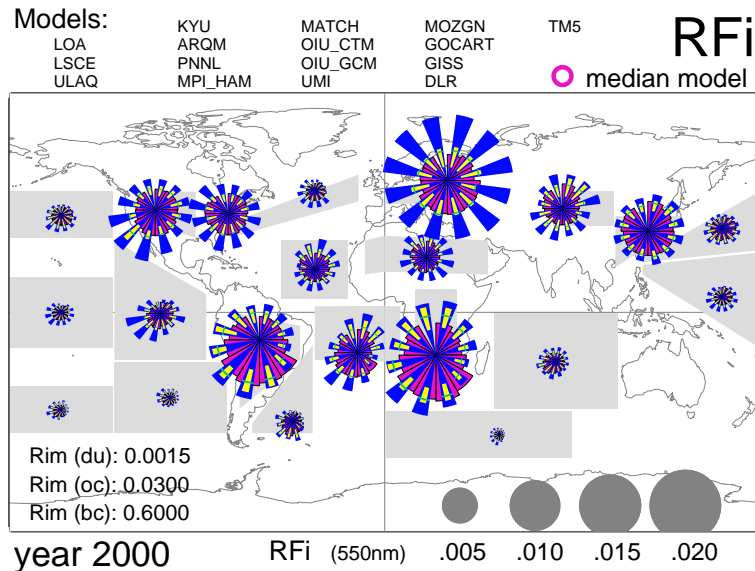 Models:
KYU MATCH MOZGN TM5
LOA ARQM OIU_CTM GOCART
LSCE PNNL OIU_GCM GISS
ULAQ MPI_HAM UMI DLR
RFi
median model
Rim (du): 0.0015
Rim (oc): 0.0300
Rim (bc): 0.6000
year 2000 RFi (550nm) .005 .010 .015 .020